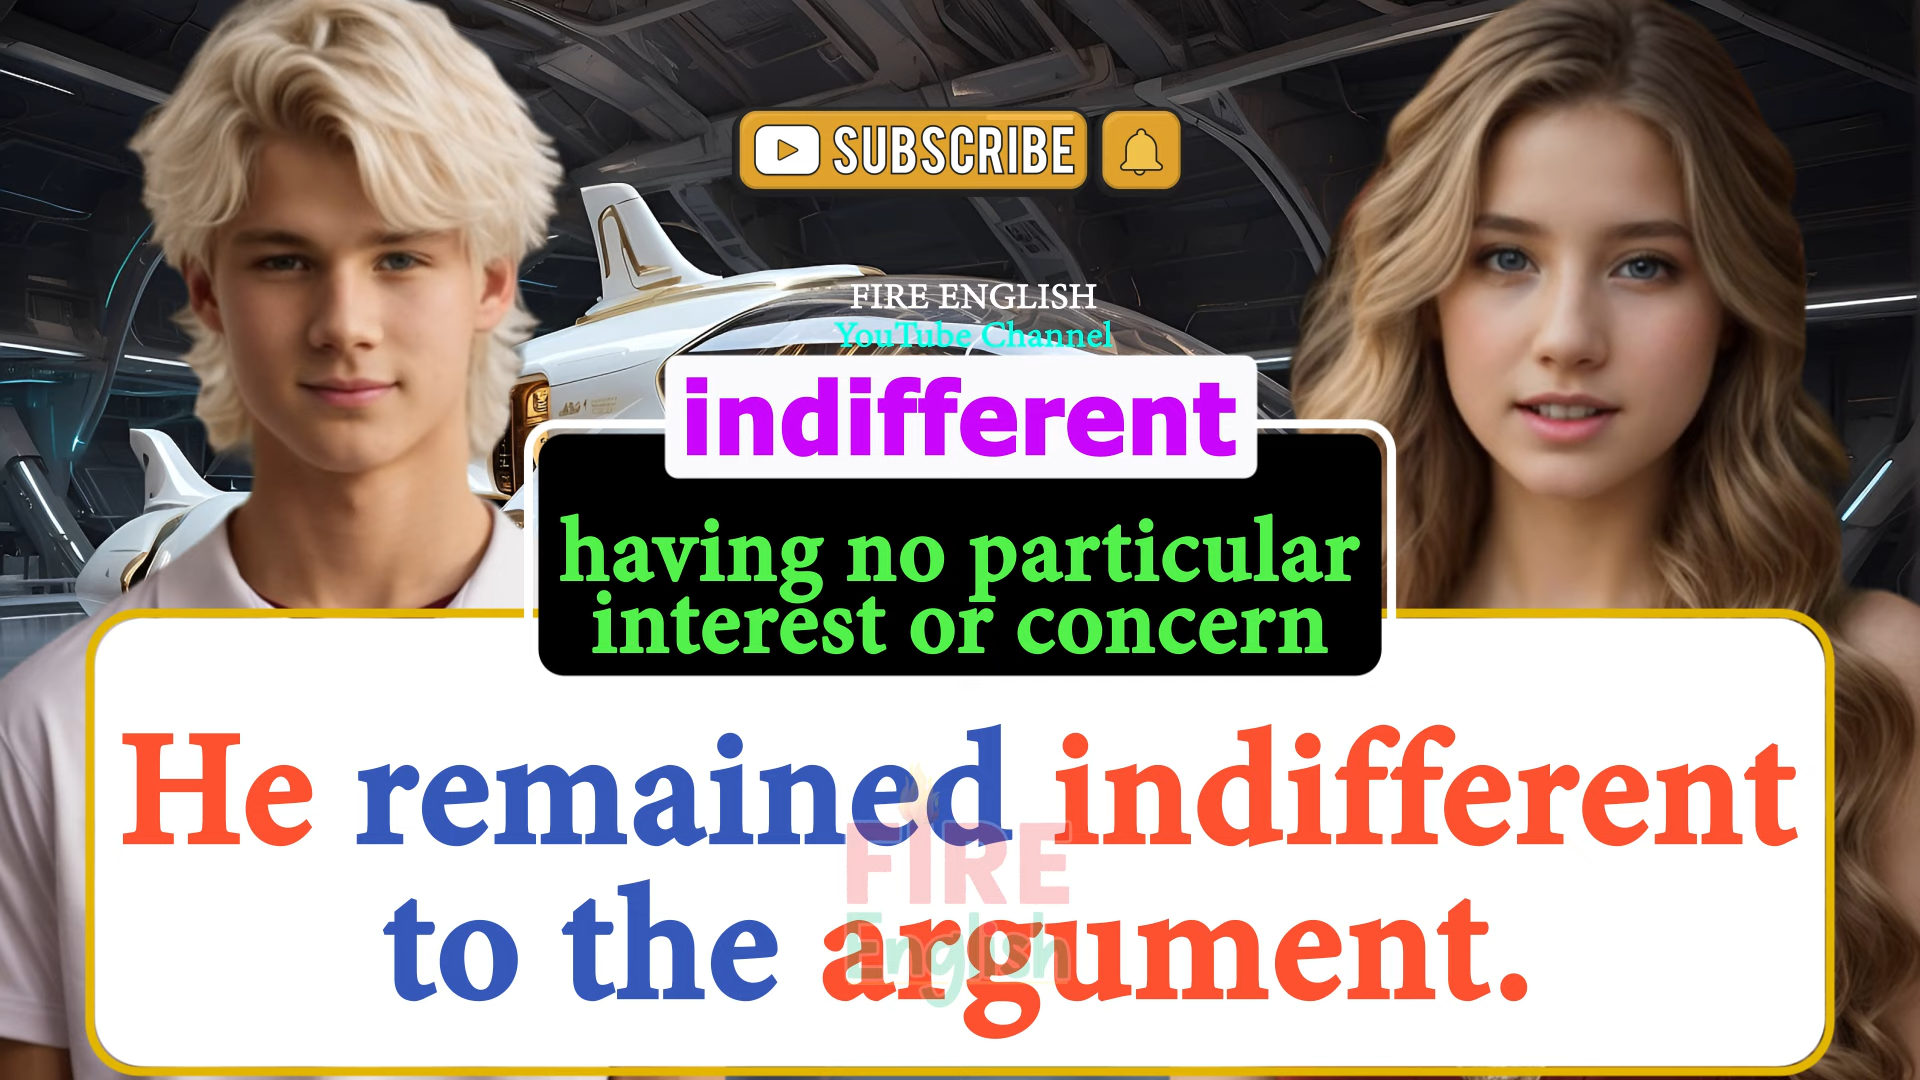 SUBSCRIBE
FIRE ENGLISH
YouTube Channel
indifferent
having no particular
interest or concern
He remained indifferent
to the argument.
FIRE
English